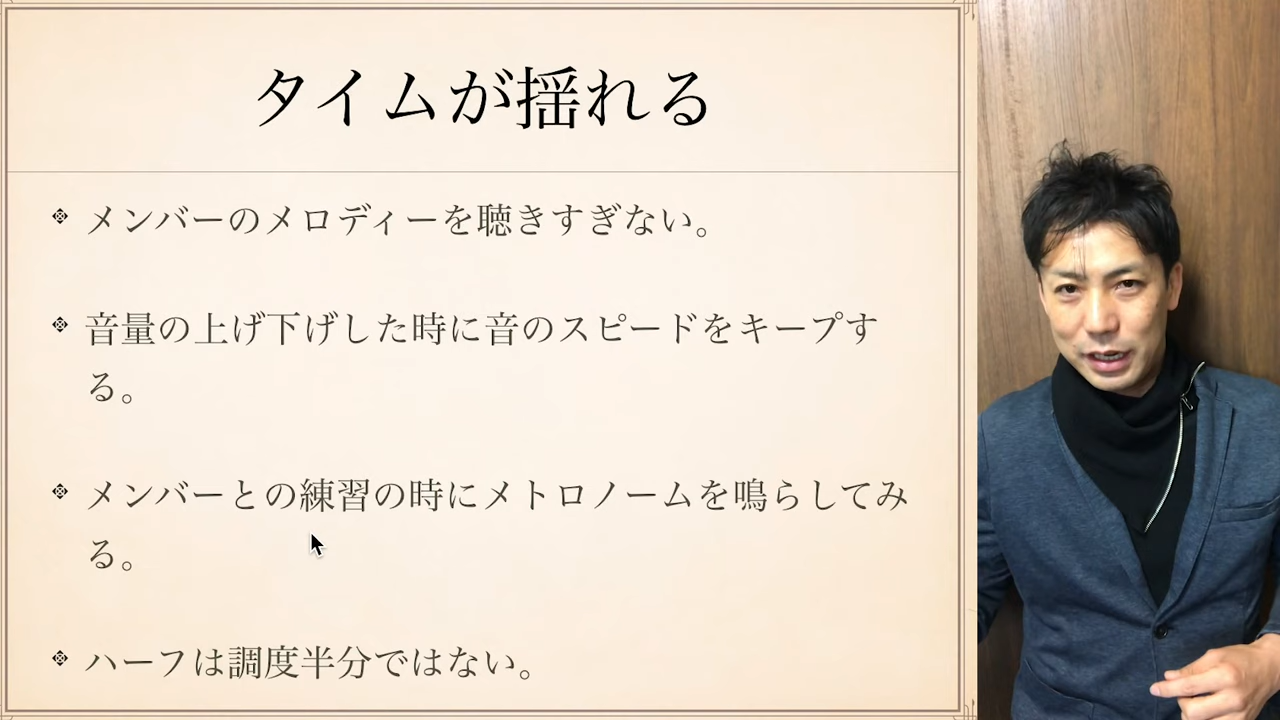 タイムが揺れる
メンバーのメロディーを聴きすぎない。
音量の上げ下げした時に音のスピードをキープす
る。
メンバーとの練習の時にメトロノームを鳴らしてみ
る。
ハーフは調度半分ではない。